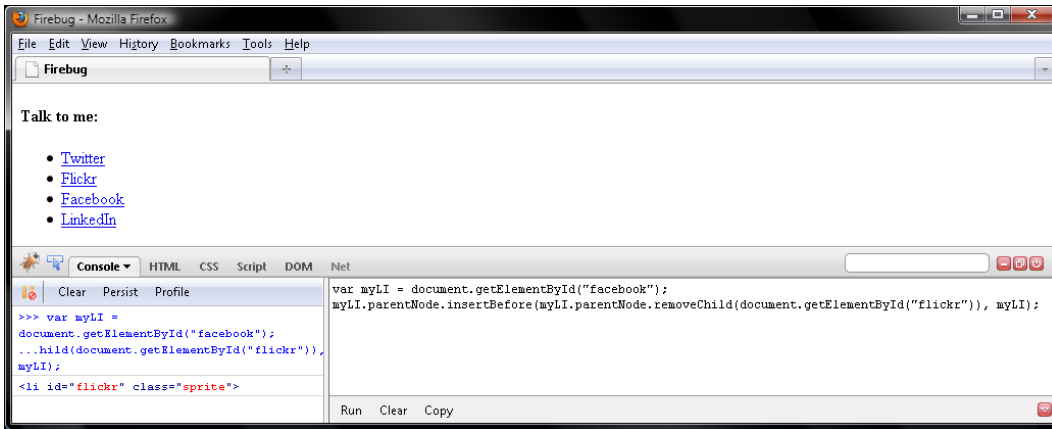 Firebug - Mozilla Firefox
File Edit View History Bookmarks Tools Help
Firebug
Talk to me:
Twitter
Flickr
Facebook
LinkedIn
Console HTML CSS Script DOM Net
Clear Persist Profile
>>> var myLI =
document.getElementById("facebook");
...hild(document.getElementById("flickr")),
myLI);
<li id="flickr" class="sprite">
var myLI = document.getElementById("facebook");
myLI.parentNode.insertBefore(myLI.parentNode.removeChild(document.getElementById("flickr")), myLI);
Run Clear Copy